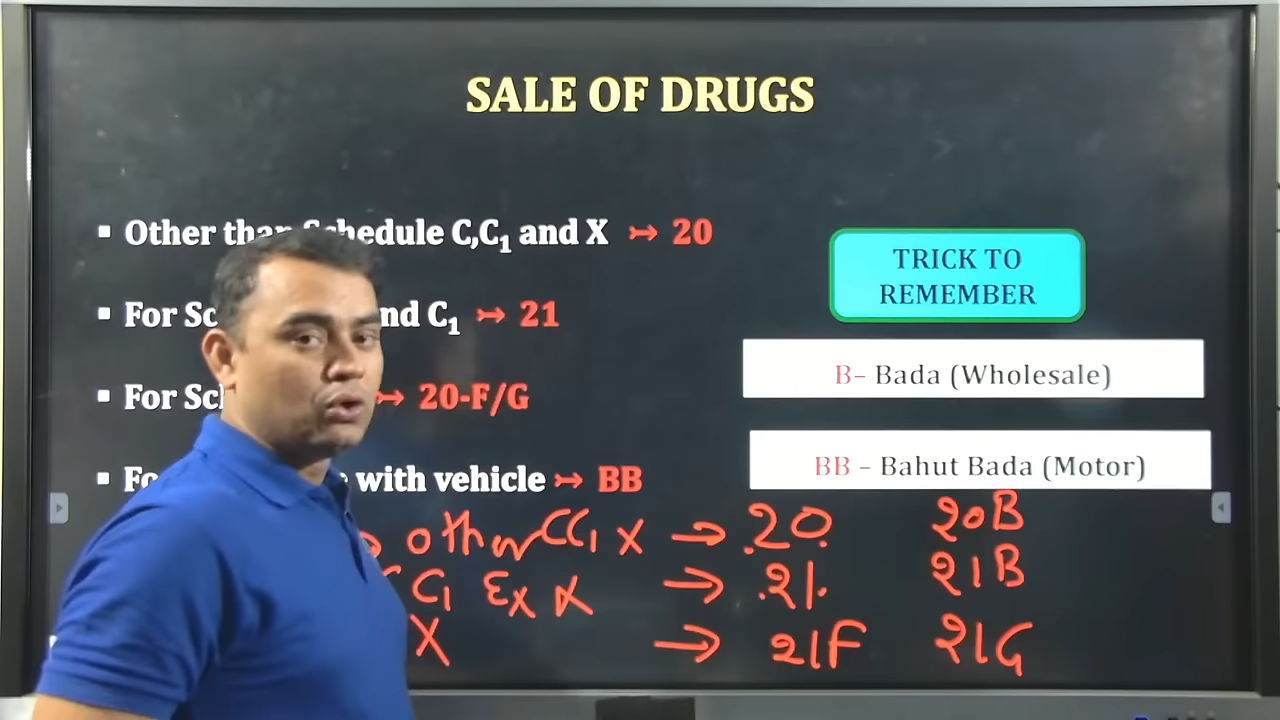 SALE OF DRUGS
Other than Schedule C,C₁ and X ↣ 20
For Sc nd C₁ ↣ 21
For Sc ↣ 20-F/G
Fo with vehicle ↣ BB
TRICK TO
REMEMBER
B– Bada (Wholesale)
BB – Bahut Bada (Motor)
other CC₁ X → .20. 20B
C C₁ Ex X → .21. 21B
X → 21F 21G